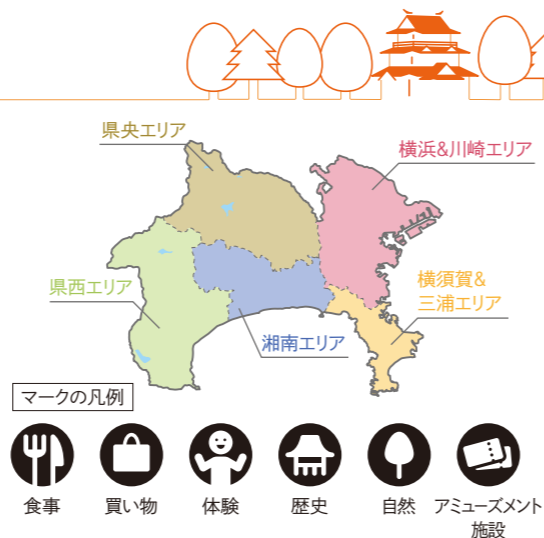 県央エリア
横浜&川崎エリア
県西エリア
横須賀&
三浦エリア
湘南エリア
マークの凡例
食事
買い物
体験
歴史
自然
アミューズメント
施設